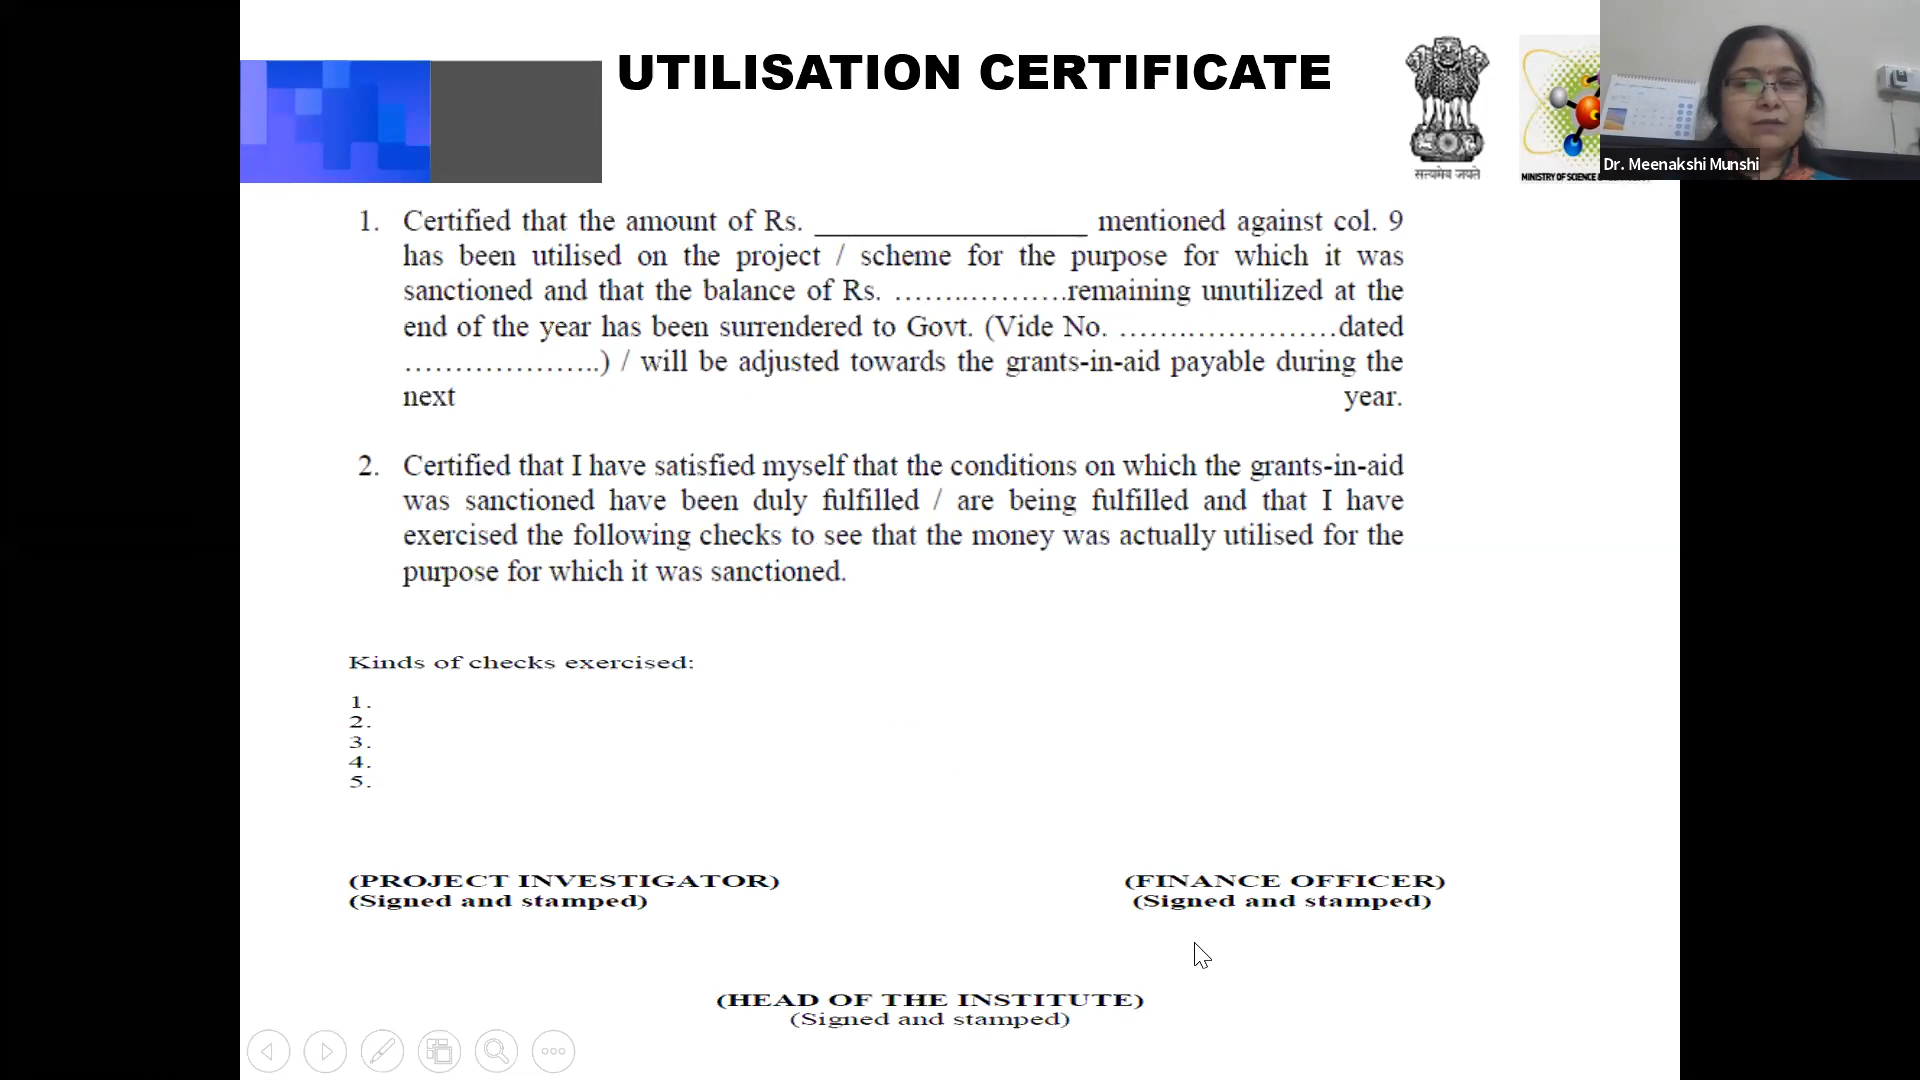 UTILISATION CERTIFICATE
सत्यमेव जयते
MINISTRY OF SCIENCE
Dr. Meenakshi Munshi
1. Certified that the amount of Rs. __________________ mentioned against col. 9
has been utilised on the project / scheme for the purpose for which it was
sanctioned and that the balance of Rs. ……..……….remaining unutilized at the
end of the year has been surrendered to Govt. (Vide No. …….………………dated
…………………..) / will be adjusted towards the grants-in-aid payable during the
next year.
2. Certified that I have satisfied myself that the conditions on which the grants-in-aid
was sanctioned have been duly fulfilled / are being fulfilled and that I have
exercised the following checks to see that the money was actually utilised for the
purpose for which it was sanctioned.
Kinds of checks exercised:
1.
2.
3.
4.
5.
(PROJECT INVESTIGATOR) (FINANCE OFFICER)
(Signed and stamped) (Signed and stamped)
(HEAD OF THE INSTITUTE)
(Signed and stamped)